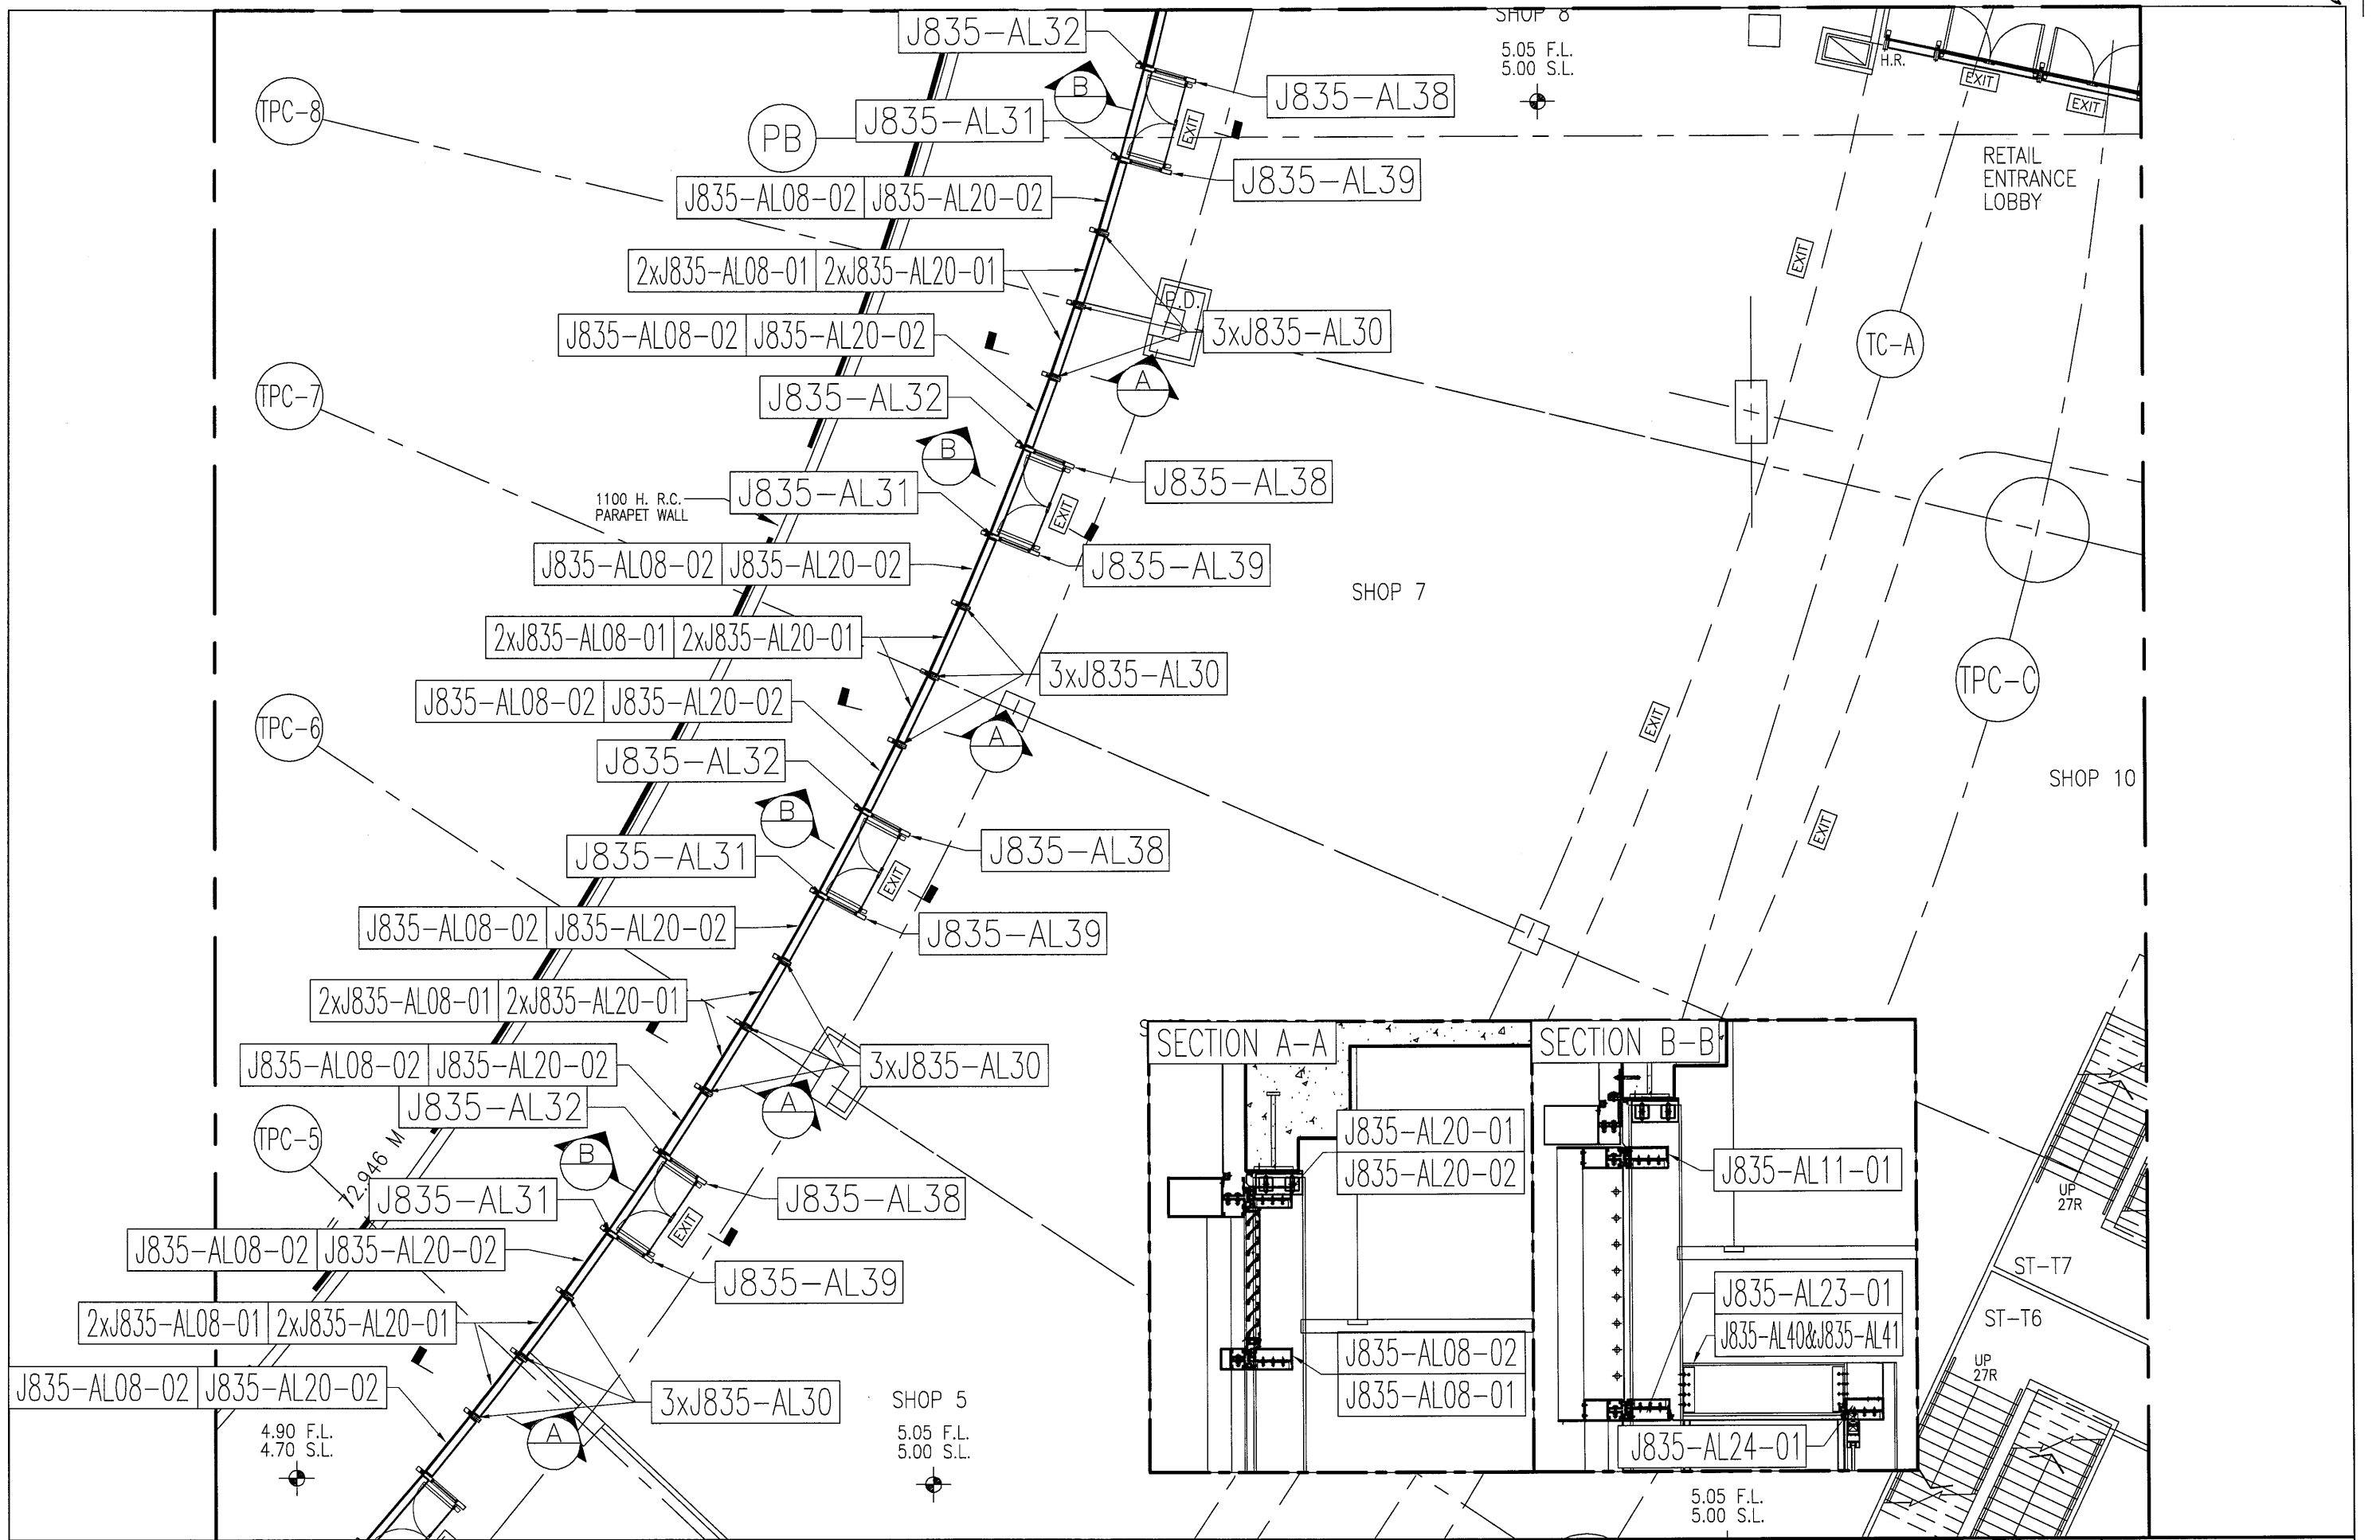 SHOP 8
5.05 F.L.
5.00 S.L.
J835-AL32
H.R.
EXIT
EXIT
TPC-8
B
J835-AL38
PB
J835-AL31
EXIT
RETAIL
ENTRANCE
LOBBY
J835-AL39
J835-AL08-02 J835-AL20-02
EXIT
2xJ835-AL08-01 2xJ835-AL20-01
P.D.
J835-AL08-02 J835-AL20-02
3xJ835-AL30
TC-A
TPC-7
A
J835-AL32
B
J835-AL38
J835-AL31
1100 H. R.C.
PARAPET WALL
EXIT
J835-AL08-02 J835-AL20-02
J835-AL39
SHOP 7
2xJ835-AL08-01 2xJ835-AL20-01
3xJ835-AL30
TPC-C
J835-AL08-02 J835-AL20-02
EXIT
TPC-6
A
J835-AL32
SHOP 10
B
EXIT
J835-AL31
J835-AL38
EXIT
J835-AL08-02 J835-AL20-02
J835-AL39
2xJ835-AL08-01 2xJ835-AL20-01
SECTION A-A
SECTION B-B
J835-AL08-02 J835-AL20-02
3xJ835-AL30
J835-AL32
A
TPC-5
72.946 M
B
J835-AL20-01
J835-AL20-02
J835-AL11-01
J835-AL31
J835-AL38
UP
27R
EXIT
J835-AL08-02 J835-AL20-02
J835-AL39
ST-T7
J835-AL23-01
2xJ835-AL08-01 2xJ835-AL20-01
J835-AL40&J835-AL41
ST-T6
J835-AL08-02
J835-AL08-01
UP
27R
J835-AL08-02 J835-AL20-02
3xJ835-AL30
SHOP 5
4.90 F.L.
4.70 S.L.
A
5.05 F.L.
5.00 S.L.
J835-AL24-01
5.05 F.L.
5.00 S.L.